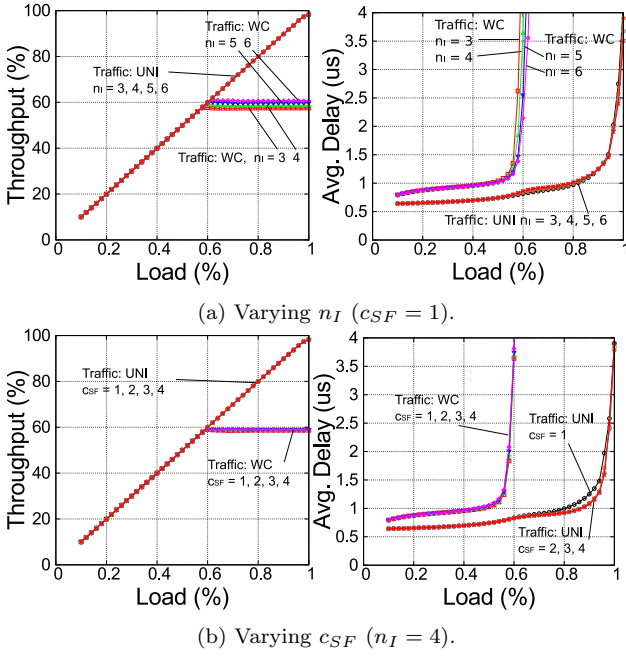 Throughput (%)
100
80
60
40
20
0
Traffic: UNI
nI = 3, 4, 5, 6
Traffic: WC
nI = 5 6
Traffic: WC, nI = 3 4
0 0.2 0.4 0.6 0.8 1
Load (%)
Avg. Delay (us)
4
3.5
3
2.5
2
1.5
1
0.5
0
Traffic: WC
nI = 3
nI = 4
Traffic: WC
nI = 5
nI = 6
Traffic: UNI nI = 3, 4, 5, 6
0 0.2 0.4 0.6 0.8 1
Load (%)
(a) Varying nI (cSF = 1).
Throughput (%)
100
80
60
40
20
0
Traffic: UNI
cSF = 1, 2, 3, 4
Traffic: WC
cSF = 1, 2, 3, 4
0 0.2 0.4 0.6 0.8 1
Load (%)
Avg. Delay (us)
4
3.5
3
2.5
2
1.5
1
0.5
0
Traffic: WC
cSF = 1, 2, 3, 4
Traffic: UNI
cSF = 1
Traffic: UNI
cSF = 2, 3, 4
0 0.2 0.4 0.6 0.8 1
Load (%)
(b) Varying cSF (nI = 4).